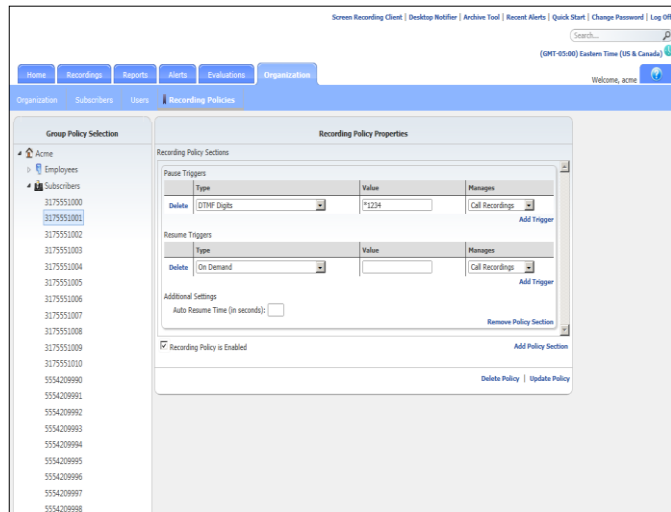 Screen Recording Client | Desktop Notifier | Archive Tool | Recent Alerts | Quick Start | Change Password | Log Off
Search...
(GMT-05:00) Eastern Time (US & Canada)
Home Recordings Reports Alerts Evaluations Organization
Welcome, acme
Organization Subscribers Users Recording Policies
Group Policy Selection
Acme
Employees
Subscribers
3175551000
3175551001
3175551002
3175551003
3175551004
3175551005
3175551006
3175551007
3175551008
3175551009
3175551010
5554209990
5554209991
5554209992
5554209993
5554209994
5554209995
5554209996
5554209997
5554209998
Recording Policy Properties
Recording Policy Sections
Pause Triggers
Type Value Manages
Delete DTMF Digits *1234 Call Recordings
Add Trigger
Resume Triggers
Type Value Manages
Delete On Demand Call Recordings
Add Trigger
Additional Settings
Auto Resume Time (in seconds):
Remove Policy Section
Recording Policy is Enabled Add Policy Section
Delete Policy | Update Policy